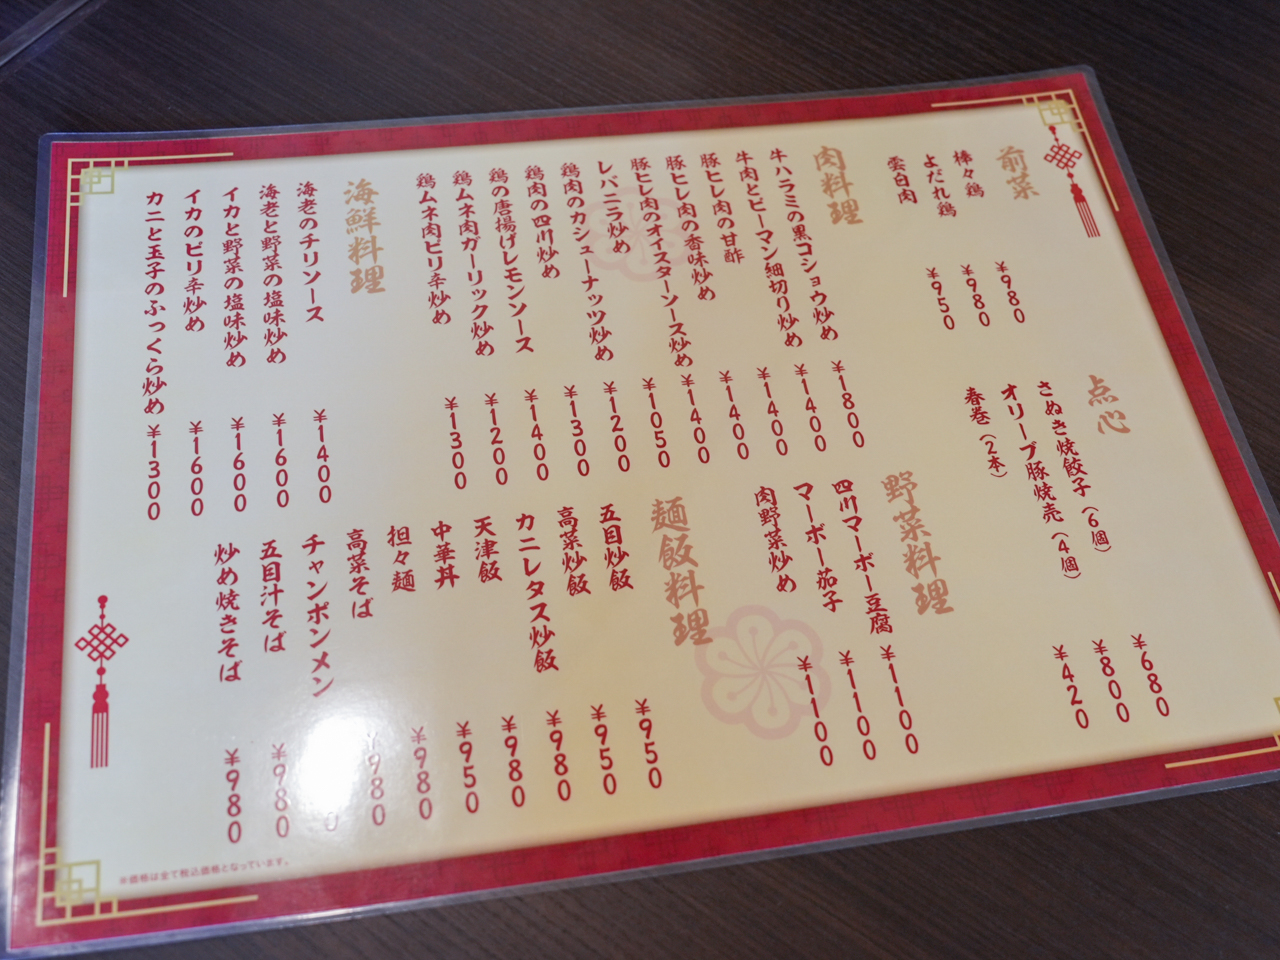 前菜
棒々鶏 ¥980
よだれ鶏 ¥980
雲白肉 ¥950
点心
さぬき焼餃子（6個） ¥680
オリーブ豚焼売（4個） ¥800
春巻（2本） ¥420
肉料理
牛ハラミの黒コショウ炒め ¥1800
牛肉とピーマン細切り炒め ¥1400
豚ヒレ肉の甘酢 ¥1400
豚ヒレ肉の香味炒め ¥1400
豚ヒレ肉のオイスターソース炒め ¥1400
レバニラ炒め ¥1050
鶏肉のカシューナッツ炒め ¥1200
鶏肉の四川炒め ¥1300
鶏の唐揚げレモンソース ¥1400
鶏ムネ肉ガーリック炒め ¥1200
鶏ムネ肉ピリ辛炒め ¥1300
野菜料理
四川マーボー豆腐 ¥1100
マーボー茄子 ¥1100
肉野菜炒め ¥1100
海鮮料理
海老のチリソース ¥1400
海老と野菜の塩味炒め ¥1600
イカと野菜の塩味炒め ¥1600
イカのピリ辛炒め ¥1600
カニと玉子のふっくら炒め ¥1300
麺飯料理
五目炒飯 ¥950
高菜炒飯 ¥950
カニレタス炒飯 ¥980
天津飯 ¥980
中華丼 ¥950
担々麺 ¥980
高菜そば ¥980
チャンポンメン
五目汁そば ¥980
炒め焼きそば ¥980
※価格は全て税込価格となっています。